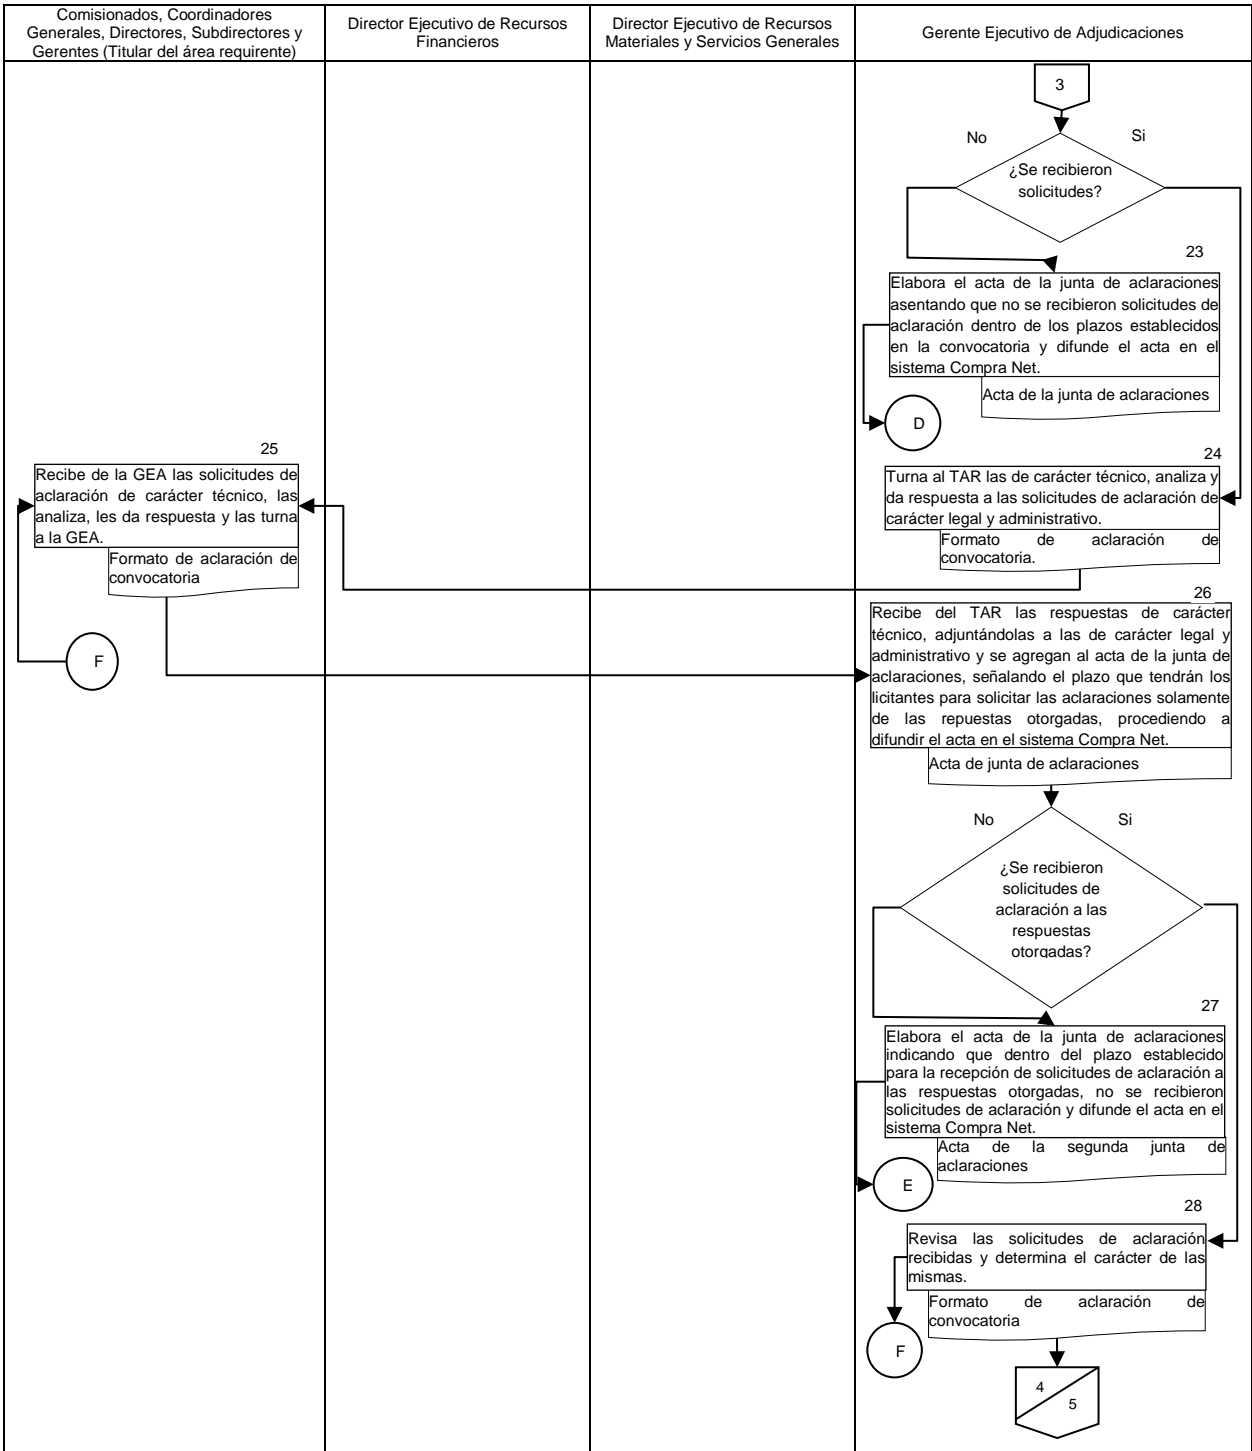 Comisionados, Coordinadores
Generales, Directores, Subdirectores y
Gerentes (Titular del área requirente)
Director Ejecutivo de Recursos
Financieros
Director Ejecutivo de Recursos
Materiales y Servicios Generales
Gerente Ejecutivo de Adjudicaciones
3
No
Si
¿Se recibieron
solicitudes?
23
Elabora el acta de la junta de aclaraciones
asentando que no se recibieron solicitudes de
aclaración dentro de los plazos establecidos
en la convocatoria y difunde el acta en el
sistema Compra Net.
Acta de la junta de aclaraciones
D
24
Turna al TAR las de carácter técnico, analiza y
da respuesta a las solicitudes de aclaración de
carácter legal y administrativo.
Formato de aclaración de
convocatoria.
25
Recibe de la GEA las solicitudes de
aclaración de carácter técnico, las
analiza, les da respuesta y las turna
a la GEA.
Formato de aclaración de
convocatoria
F
26
Recibe del TAR las respuestas de carácter
técnico, adjuntándolas a las de carácter legal y
administrativo y se agregan al acta de la junta de
aclaraciones, señalando el plazo que tendrán los
licitantes para solicitar las aclaraciones solamente
de las repuestas otorgadas, procediendo a
difundir el acta en el sistema Compra Net.
Acta de junta de aclaraciones
No
Si
¿Se recibieron
solicitudes de
aclaración a las
respuestas
otorgadas?
27
Elabora el acta de la junta de aclaraciones
indicando que dentro del plazo establecido
para la recepción de solicitudes de aclaración a
las respuestas otorgadas, no se recibieron
solicitudes de aclaración y difunde el acta en el
sistema Compra Net.
Acta de la segunda junta de
aclaraciones
E
28
Revisa las solicitudes de aclaración
recibidas y determina el carácter de las
mismas.
Formato de aclaración de
convocatoria
F
4
5